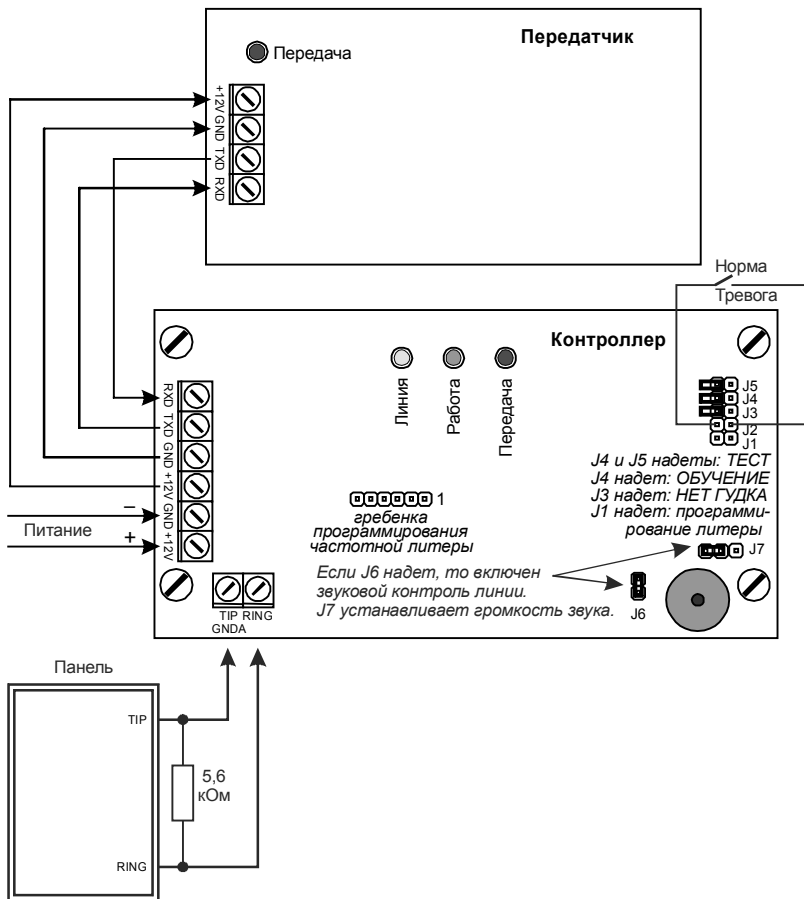 Передатчик
Передача
+12V
GND
TXD
RXD
Норма
Тревога
Контроллер
Линия
Работа
Передача
RXD
TXD
GND
+12V
GND
+12V
Питание
–
+
J5
J4
J3
J2
J1
J4 и J5 надеты: ТЕСТ
J4 надет: ОБУЧЕНИЕ
J3 надет: НЕТ ГУДКА
J1 надет: программи-
рование литеры
1
гребенка
программирования
частотной литеры
J7
Если J6 надет, то включен
звуковой контроль линии.
J7 устанавливает громкость звука.
J6
TIP RING
GNDA
Панель
TIP
5,6
кОм
RING